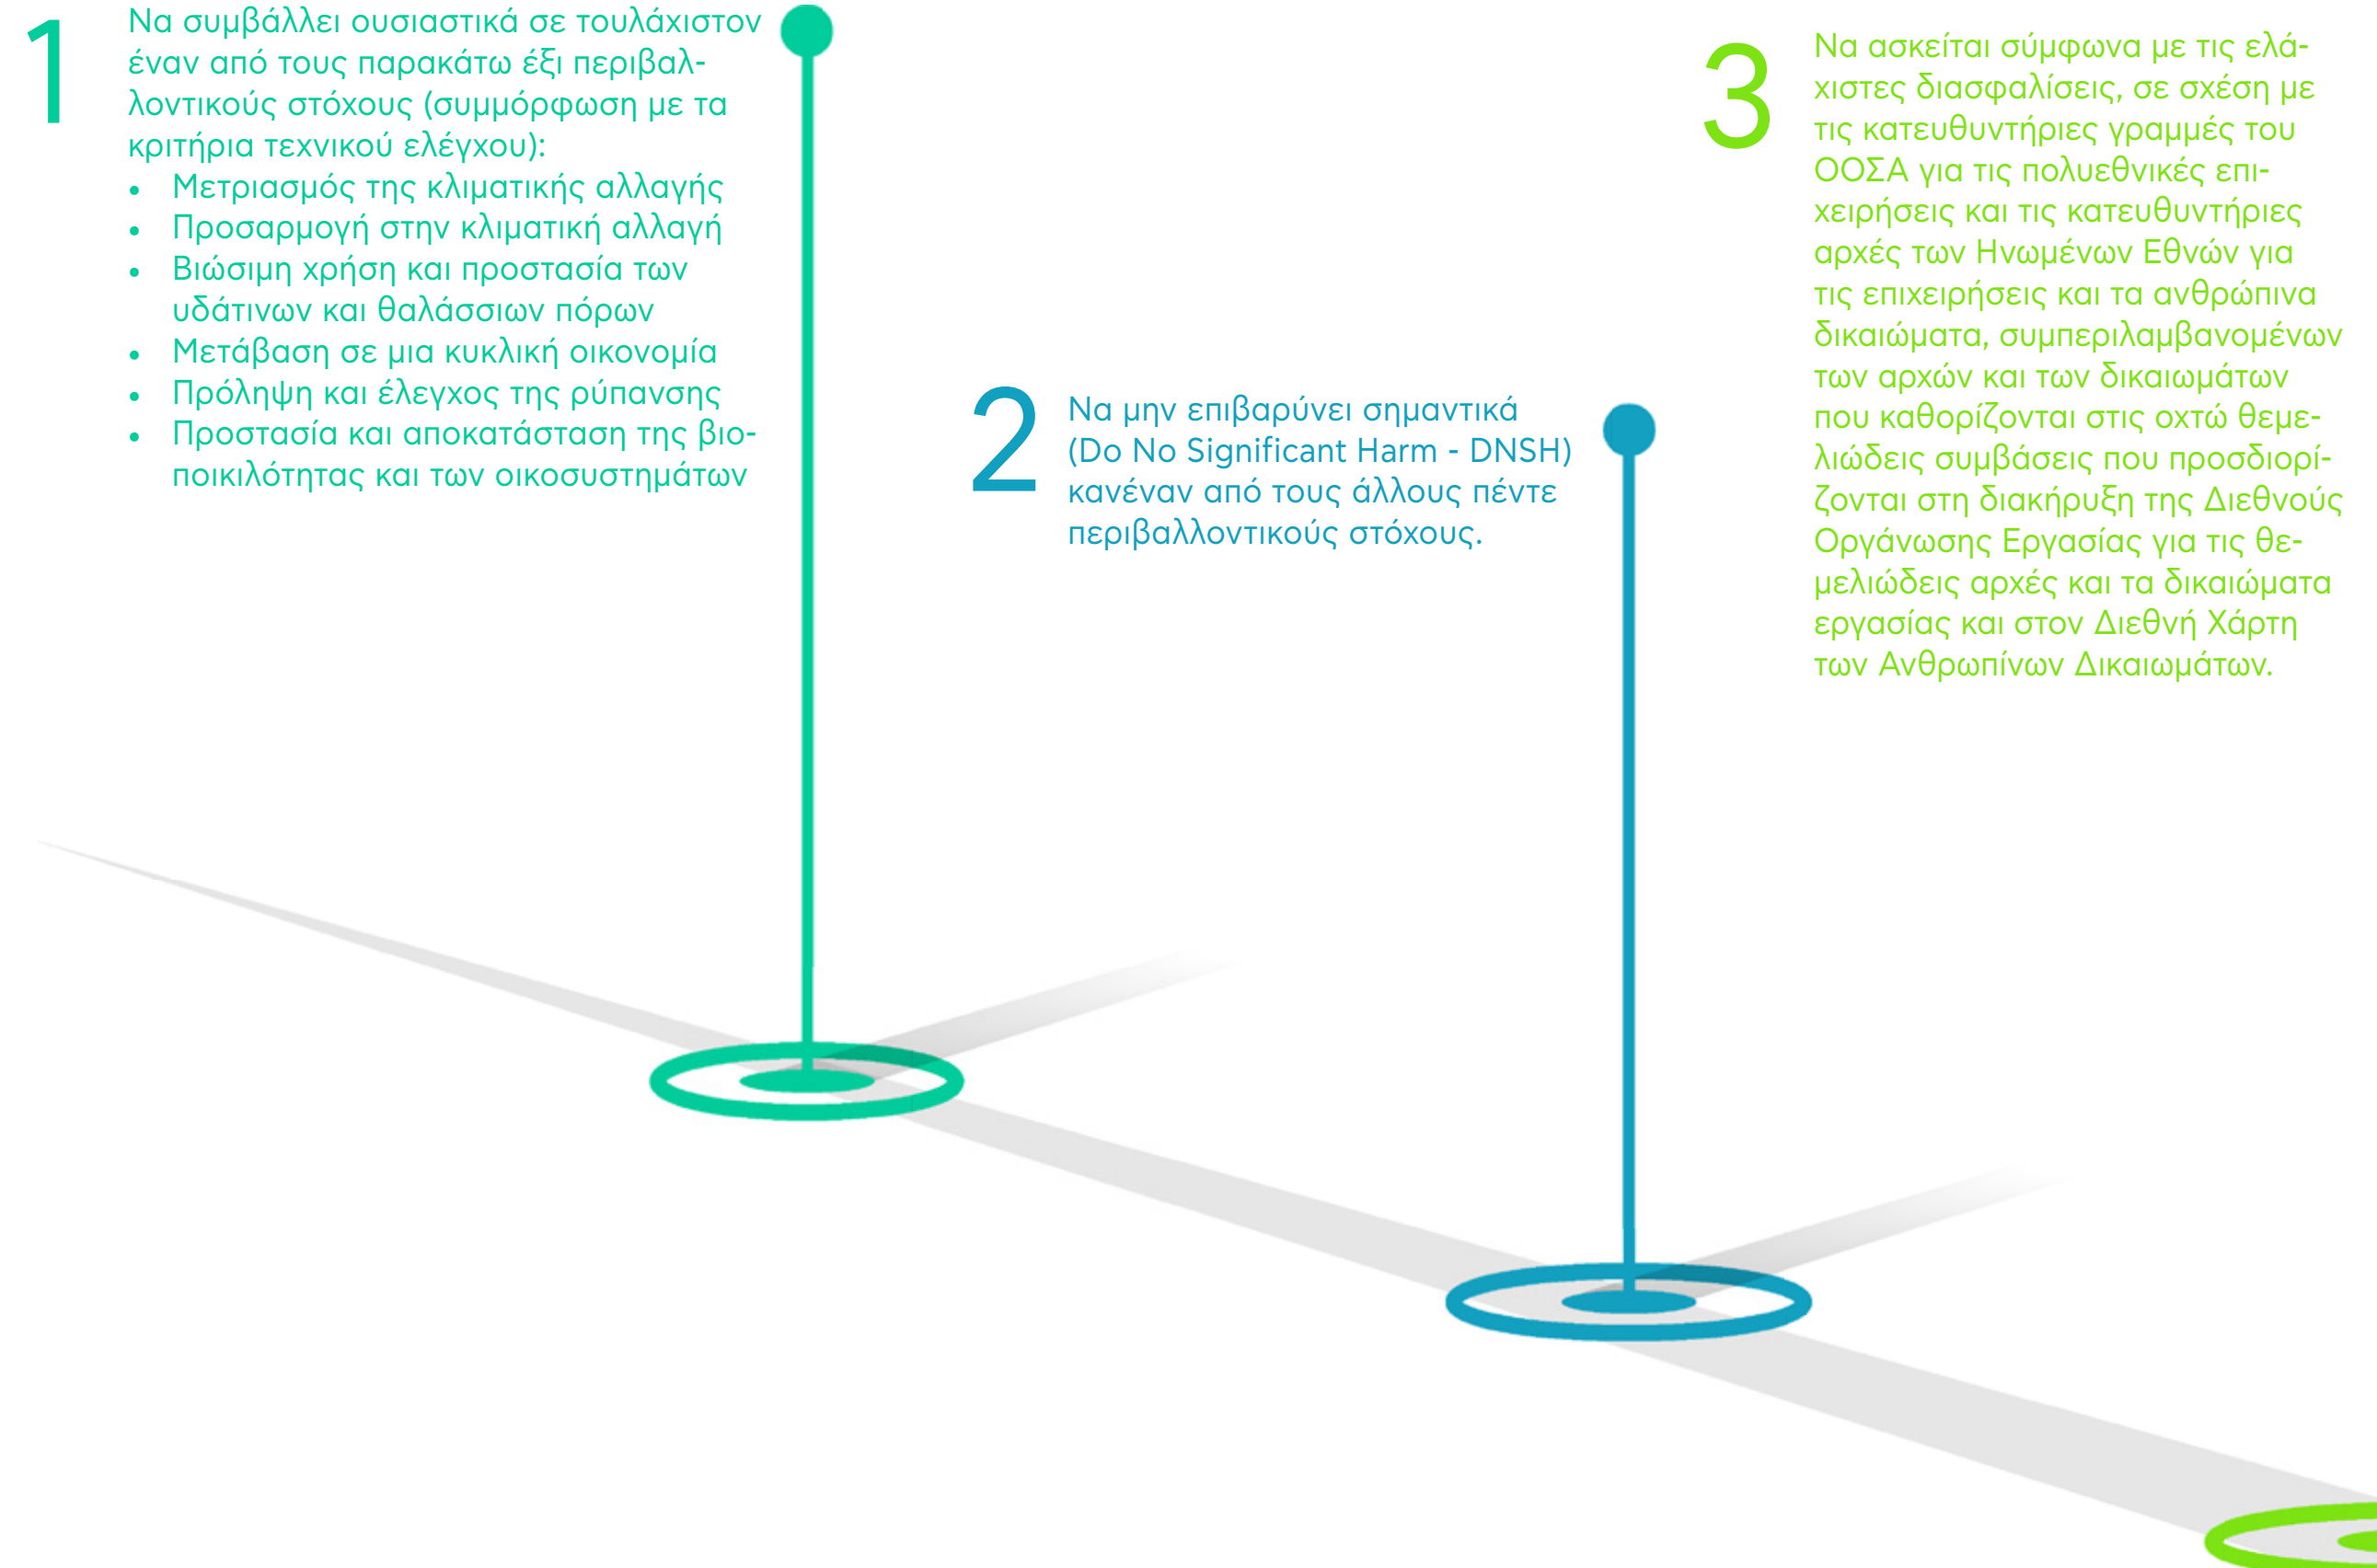 1
Να συμβάλλει ουσιαστικά σε τουλάχιστον
έναν από τους παρακάτω έξι περιβαλ-
λοντικούς στόχους (συμμόρφωση με τα
κριτήρια τεχνικού ελέγχου):
• Μετριασμός της κλιματικής αλλαγής
• Προσαρμογή στην κλιματική αλλαγή
• Βιώσιμη χρήση και προστασία των
υδάτινων και θαλάσσιων πόρων
• Μετάβαση σε μια κυκλική οικονομία
• Πρόληψη και έλεγχος της ρύπανσης
• Προστασία και αποκατάσταση της βιο-
ποικιλότητας και των οικοσυστημάτων
2
Να μην επιβαρύνει σημαντικά
(Do No Significant Harm - DNSH)
κανέναν από τους άλλους πέντε
περιβαλλοντικούς στόχους.
3
Να ασκείται σύμφωνα με τις ελά-
χιστες διασφαλίσεις, σε σχέση με
τις κατευθυντήριες γραμμές του
ΟΟΣΑ για τις πολυεθνικές επι-
χειρήσεις και τις κατευθυντήριες
αρχές των Ηνωμένων Εθνών για
τις επιχειρήσεις και τα ανθρώπινα
δικαιώματα, συμπεριλαμβανομένων
των αρχών και των δικαιωμάτων
που καθορίζονται στις οχτώ θεμε-
λιώδεις συμβάσεις που προσδιορί-
ζονται στη διακήρυξη της Διεθνούς
Οργάνωσης Εργασίας για τις θε-
μελιώδεις αρχές και τα δικαιώματα
εργασίας και στον Διεθνή Χάρτη
των Ανθρωπίνων Δικαιωμάτων.